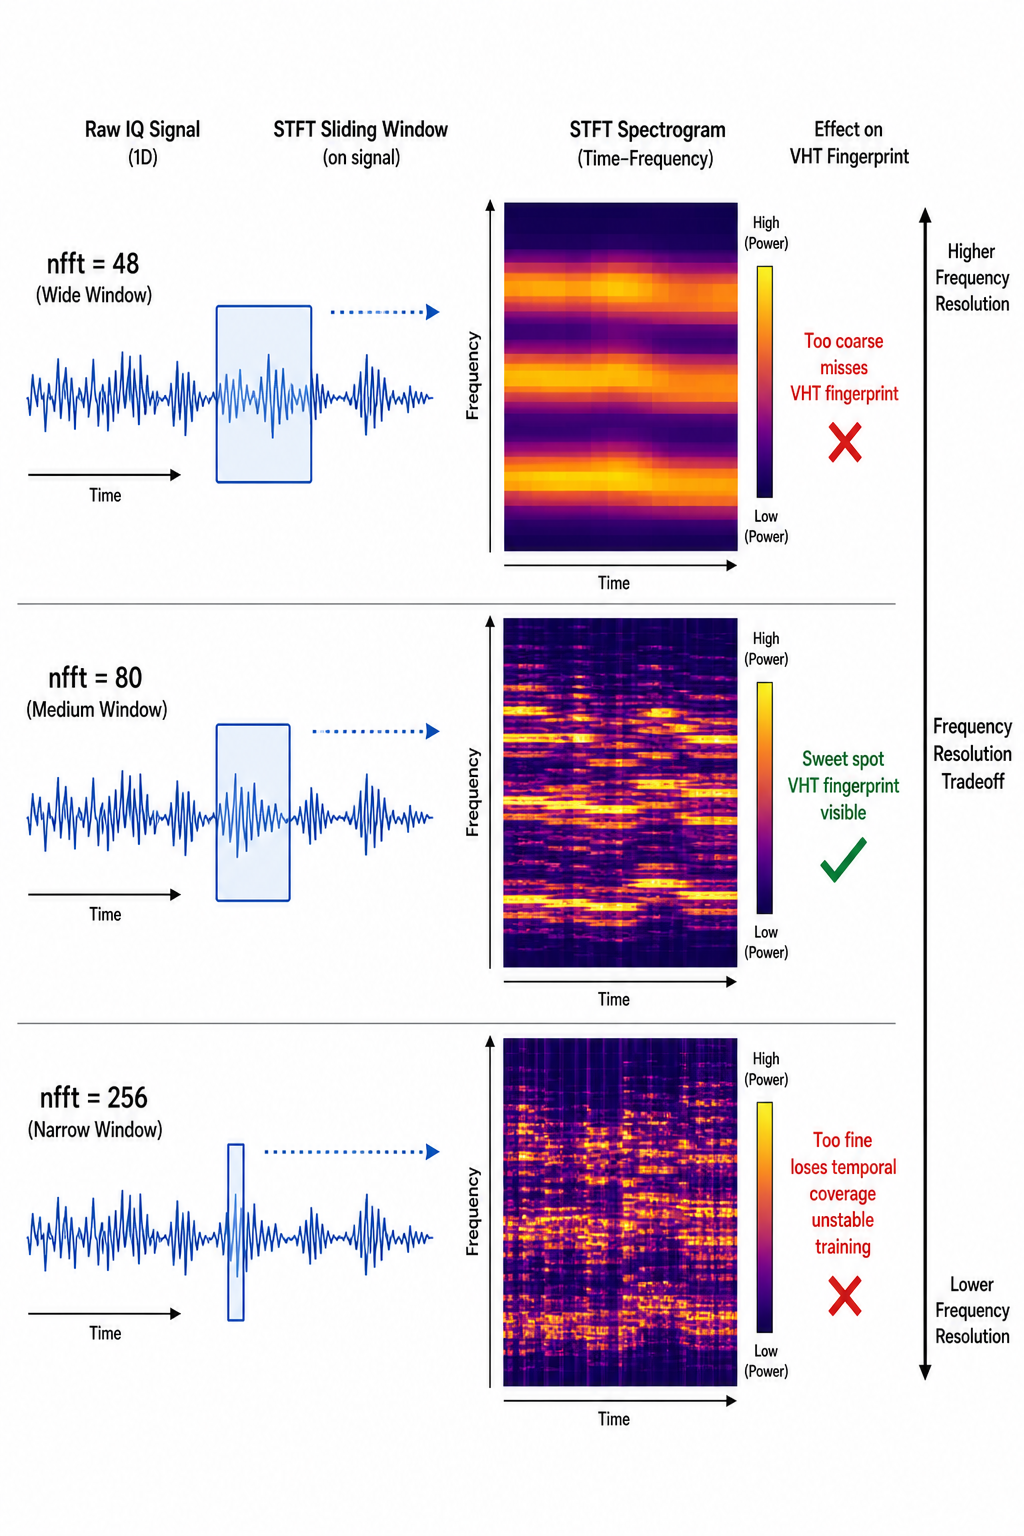 Raw IQ Signal
(1D)
STFT Sliding Window
(on signal)
STFT Spectrogram
(Time–Frequency)
Effect on
VHT Fingerprint
nfft = 48
(Wide Window)
Time
Frequency
Time
High
(Power)
Low
(Power)
Too coarse
misses
VHT fingerprint
Higher
Frequency
Resolution
nfft = 80
(Medium Window)
Time
Frequency
Time
High
(Power)
Low
(Power)
Sweet spot
VHT fingerprint
visible
Frequency
Resolution
Tradeoff
nfft = 256
(Narrow Window)
Time
Frequency
Time
High
(Power)
Low
(Power)
Too fine
loses temporal
coverage
unstable
training
Lower
Frequency
Resolution